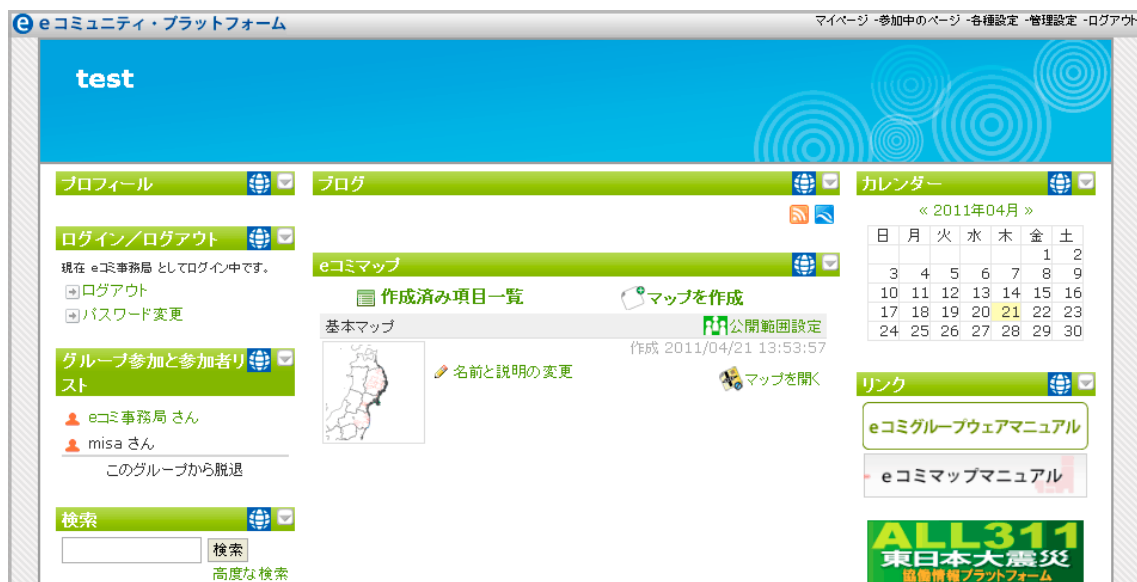 eコミュニティ・プラットフォーム
マイページ -参加中のページ -各種設定 -管理設定 -ログアウト
test
プロフィール
ログイン／ログアウト
現在 eコミ事務局 としてログイン中です。
ログアウト
パスワード変更
グループ参加と参加者リ
スト
eコミ事務局 さん
misa さん
このグループから脱退
検索
検索
高度な検索
ブログ
eコミマップ
作成済み項目一覧
マップを作成
基本マップ
公開範囲設定
作成 2011/04/21 13:53:57
名前と説明の変更
マップを開く
カレンダー
« 2011年04月 »
日 月 火 水 木 金 土
1 2
3 4 5 6 7 8 9
10 11 12 13 14 15 16
17 18 19 20 21 22 23
24 25 26 27 28 29 30
リンク
eコミグループウェアマニュアル
eコミマップマニュアル
ALL311
東日本大震災
協働情報プラットフォーム